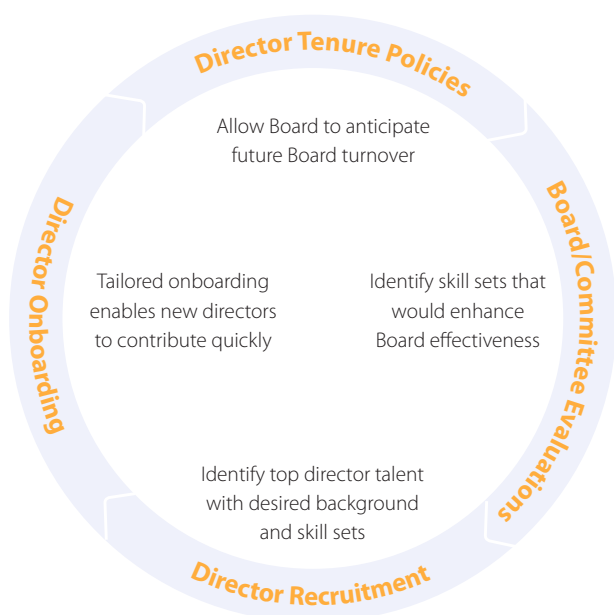 Director Tenure Policies
Allow Board to anticipate
future Board turnover
Board/Committee Evaluations
Identify skill sets that
would enhance
Board effectiveness
Director Recruitment
Identify top director talent
with desired background
and skill sets
Director Onboarding
Tailored onboarding
enables new directors
to contribute quickly